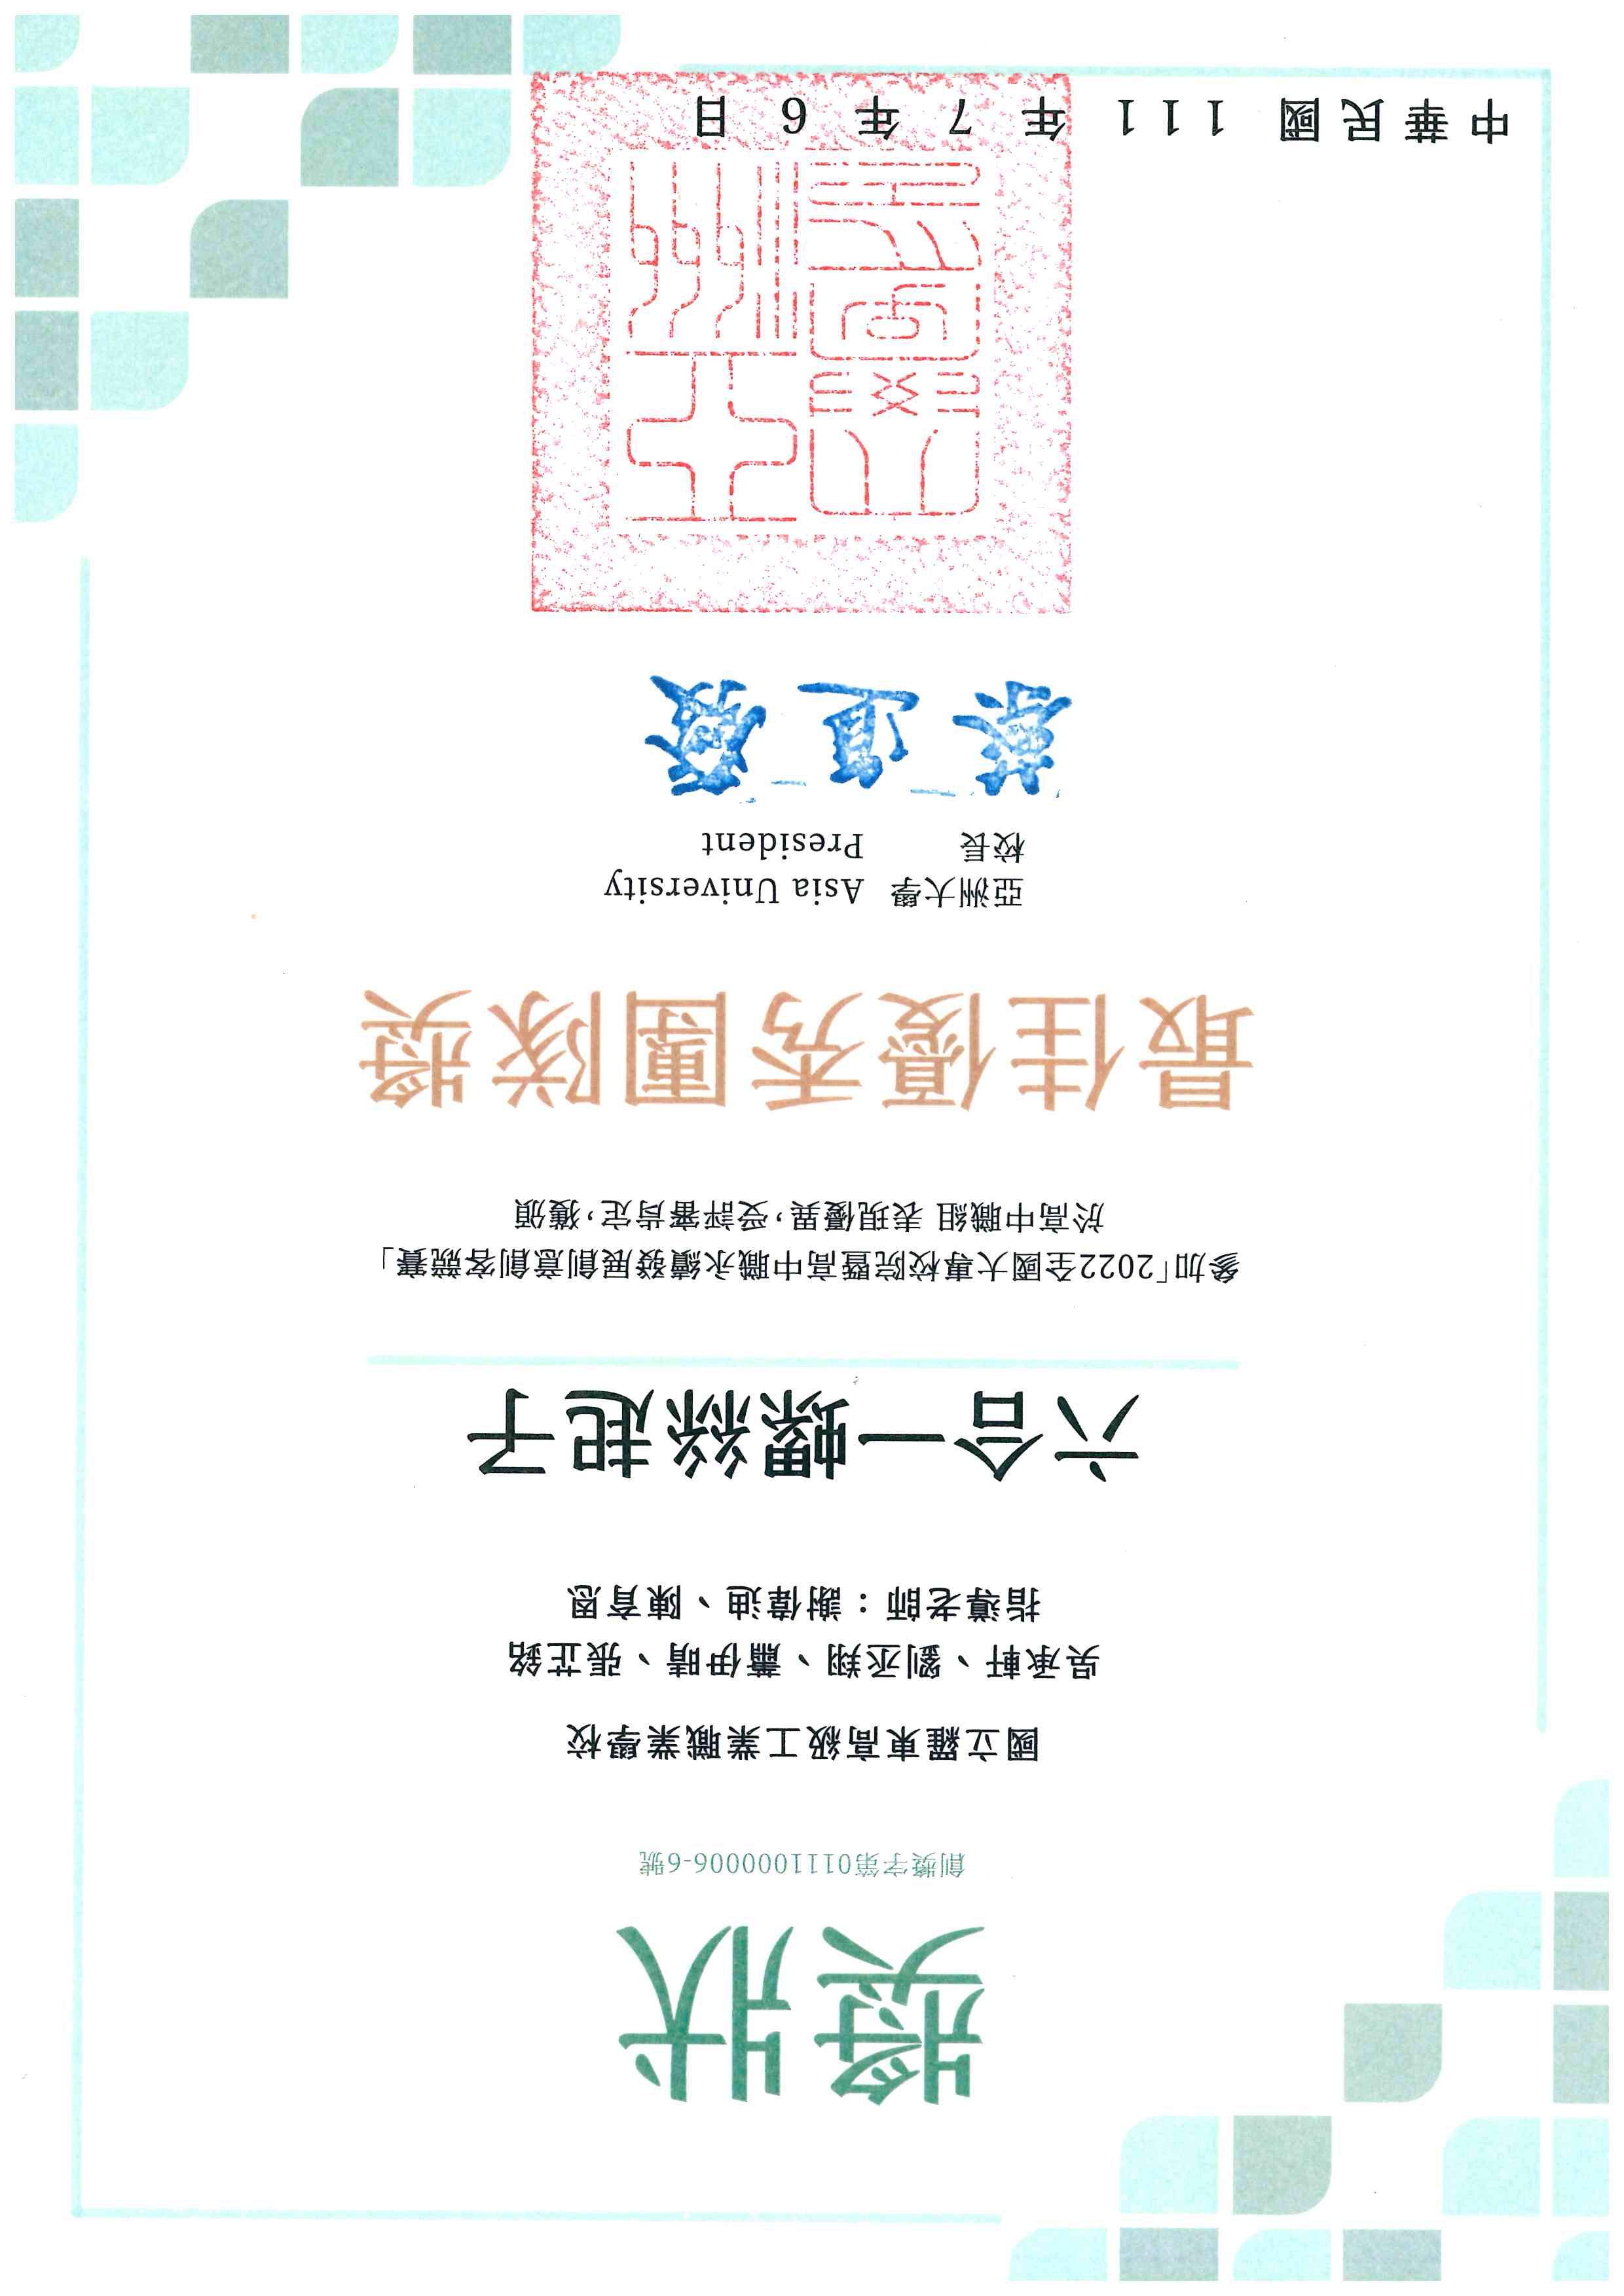 獎狀
創獎字第0111000006-6號
國立羅東高級工業職業學校
吳承軒、劉丞翔、蕭伊晴、張芷銘
指導老師：謝偉迪、陳育恩
六合一螺絲起子
參加「2022全國大專校院暨高中職永續發展創意創客競賽」
於高中職組 表現優異，受評審肯定，獲頒
最佳優秀團隊獎
亞洲大學 Asia University
校長 President
蔡進發
亞洲大學之印
中華民國 111 年 7 年 6 日